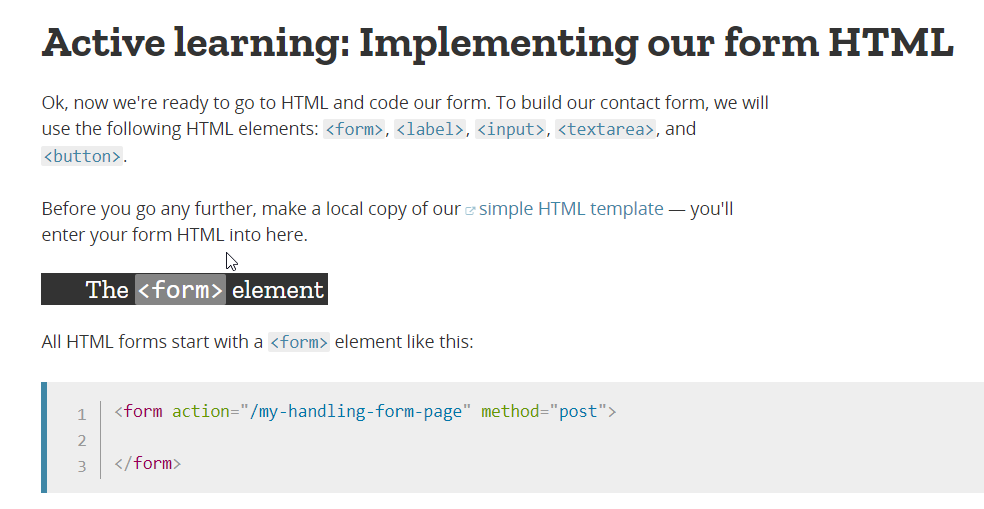 Active learning: Implementing our form HTML
Ok, now we're ready to go to HTML and code our form. To build our contact form, we will
use the following HTML elements: <form>, <label>, <input>, <textarea>, and
<button>.
Before you go any further, make a local copy of our simple HTML template — you'll
enter your form HTML into here.
The <form> element
All HTML forms start with a <form> element like this:
1 <form action="/my-handling-form-page" method="post">
2
3 </form>